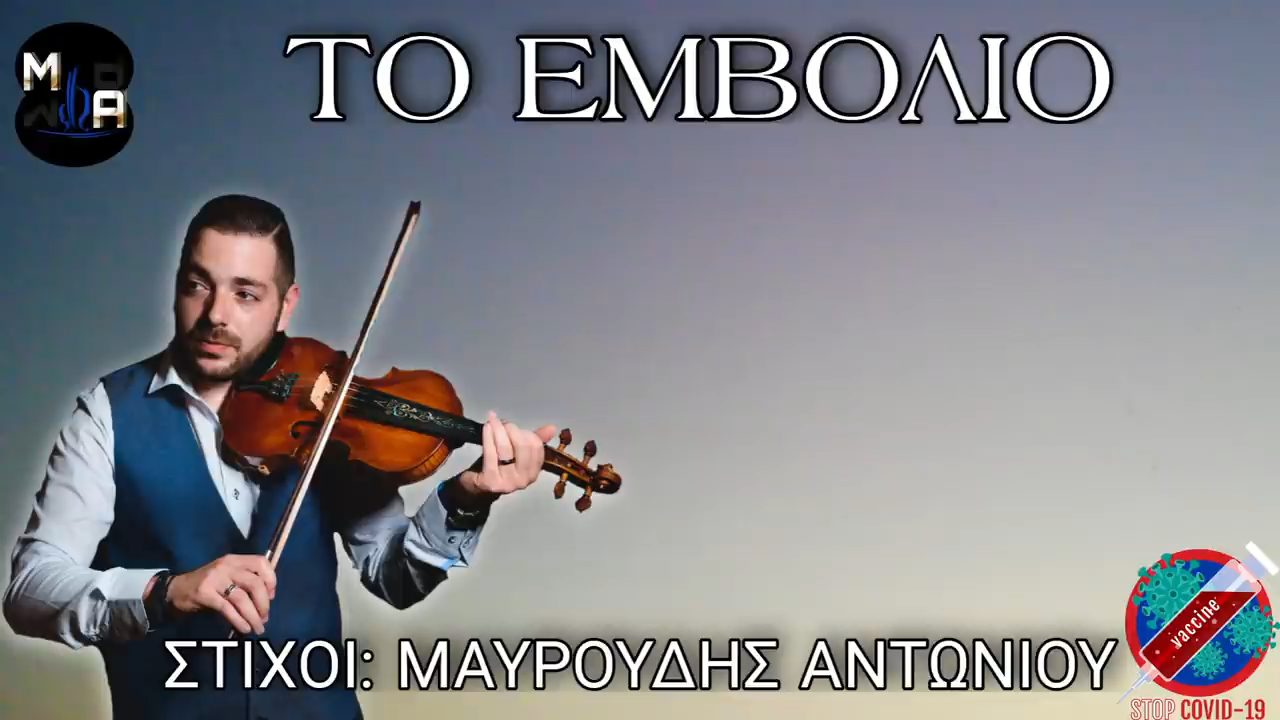 ΤΟ ΕΜΒΟΛΙΟ
M
A
ΣΤΙΧΟΙ: ΜΑΥΡΟΥΔΗΣ ΑΝΤΩΝΙΟΥ
vaccine
STOP COVID-19